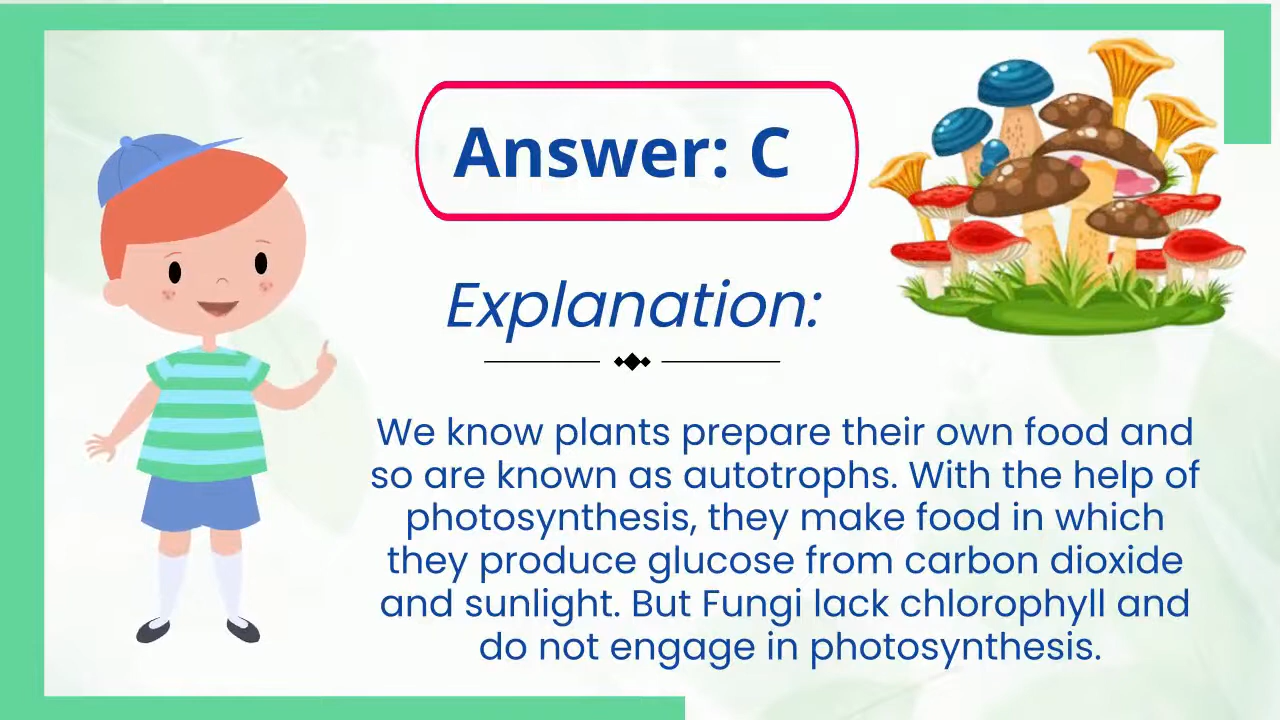 Answer: C
Explanation:
We know plants prepare their own food and
so are known as autotrophs. With the help of
photosynthesis, they make food in which
they produce glucose from carbon dioxide
and sunlight. But Fungi lack chlorophyll and
do not engage in photosynthesis.